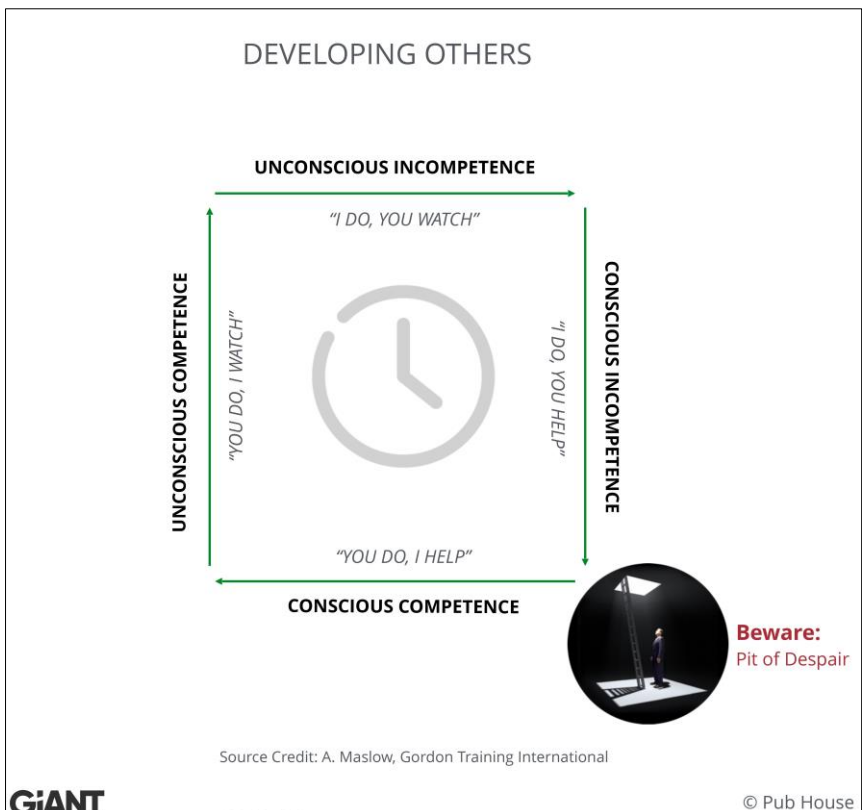 DEVELOPING OTHERS
UNCONSCIOUS INCOMPETENCE
“I DO, YOU WATCH”
UNCONSCIOUS COMPETENCE
“YOU DO, I WATCH”
“I DO, YOU HELP”
CONSCIOUS INCOMPETENCE
“YOU DO, I HELP”
CONSCIOUS COMPETENCE
Beware:
Pit of Despair
Source Credit: A. Maslow, Gordon Training International
GiANT
© Pub House